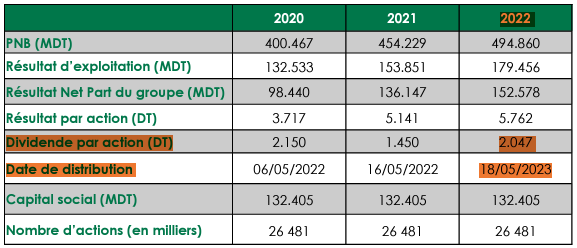 2020 2021 2022
PNB (MDT) 400.467 454.229 494.860
Résultat d'exploitation (MDT) 132.533 153.851 179.456
Résultat Net Part du groupe (MDT) 98.440 136.147 152.578
Résultat par action (DT) 3.717 5.141 5.762
Dividende par action (DT) 2.150 1.450 2.047
Date de distribution 06/05/2022 16/05/2022 18/05/2023
Capital social (MDT) 132.405 132.405 132.405
Nombre d'actions (en milliers) 26 481 26 481 26 481